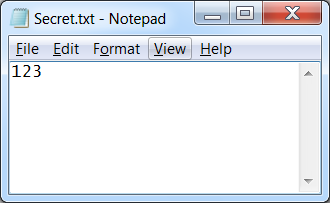 Secret.txt - Notepad
File Edit Format View Help
123